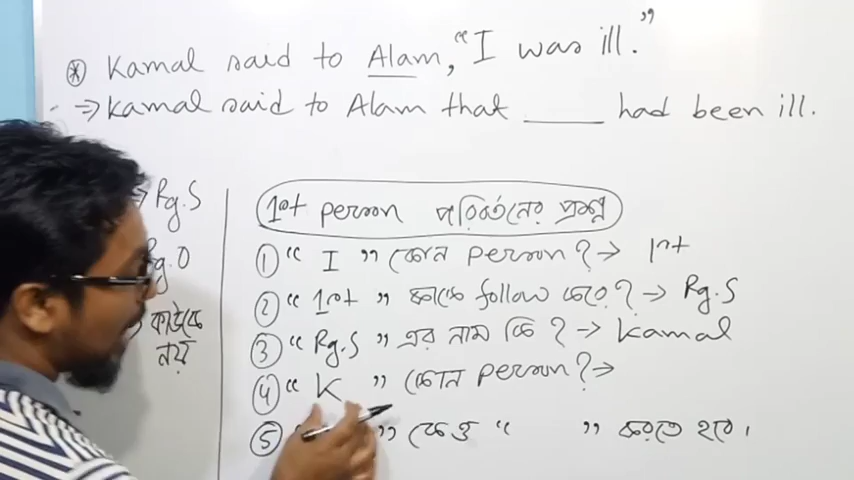 * Kamal said to Alam, "I was ill."
⇒ Kamal said to Alam that ____ had been ill.
→ Rg.S
Rg.O
কাউকে
নয়
1st person পরিবর্তনের প্রশ্ন
① " I " কোন person? → 1st
② " 1st " কাকে follow করে? → Rg.S
③ " Rg.S " এর নাম কি? → Kamal
④ " K " কোন person? →
⑤ " " কেও " " করতে হবে।